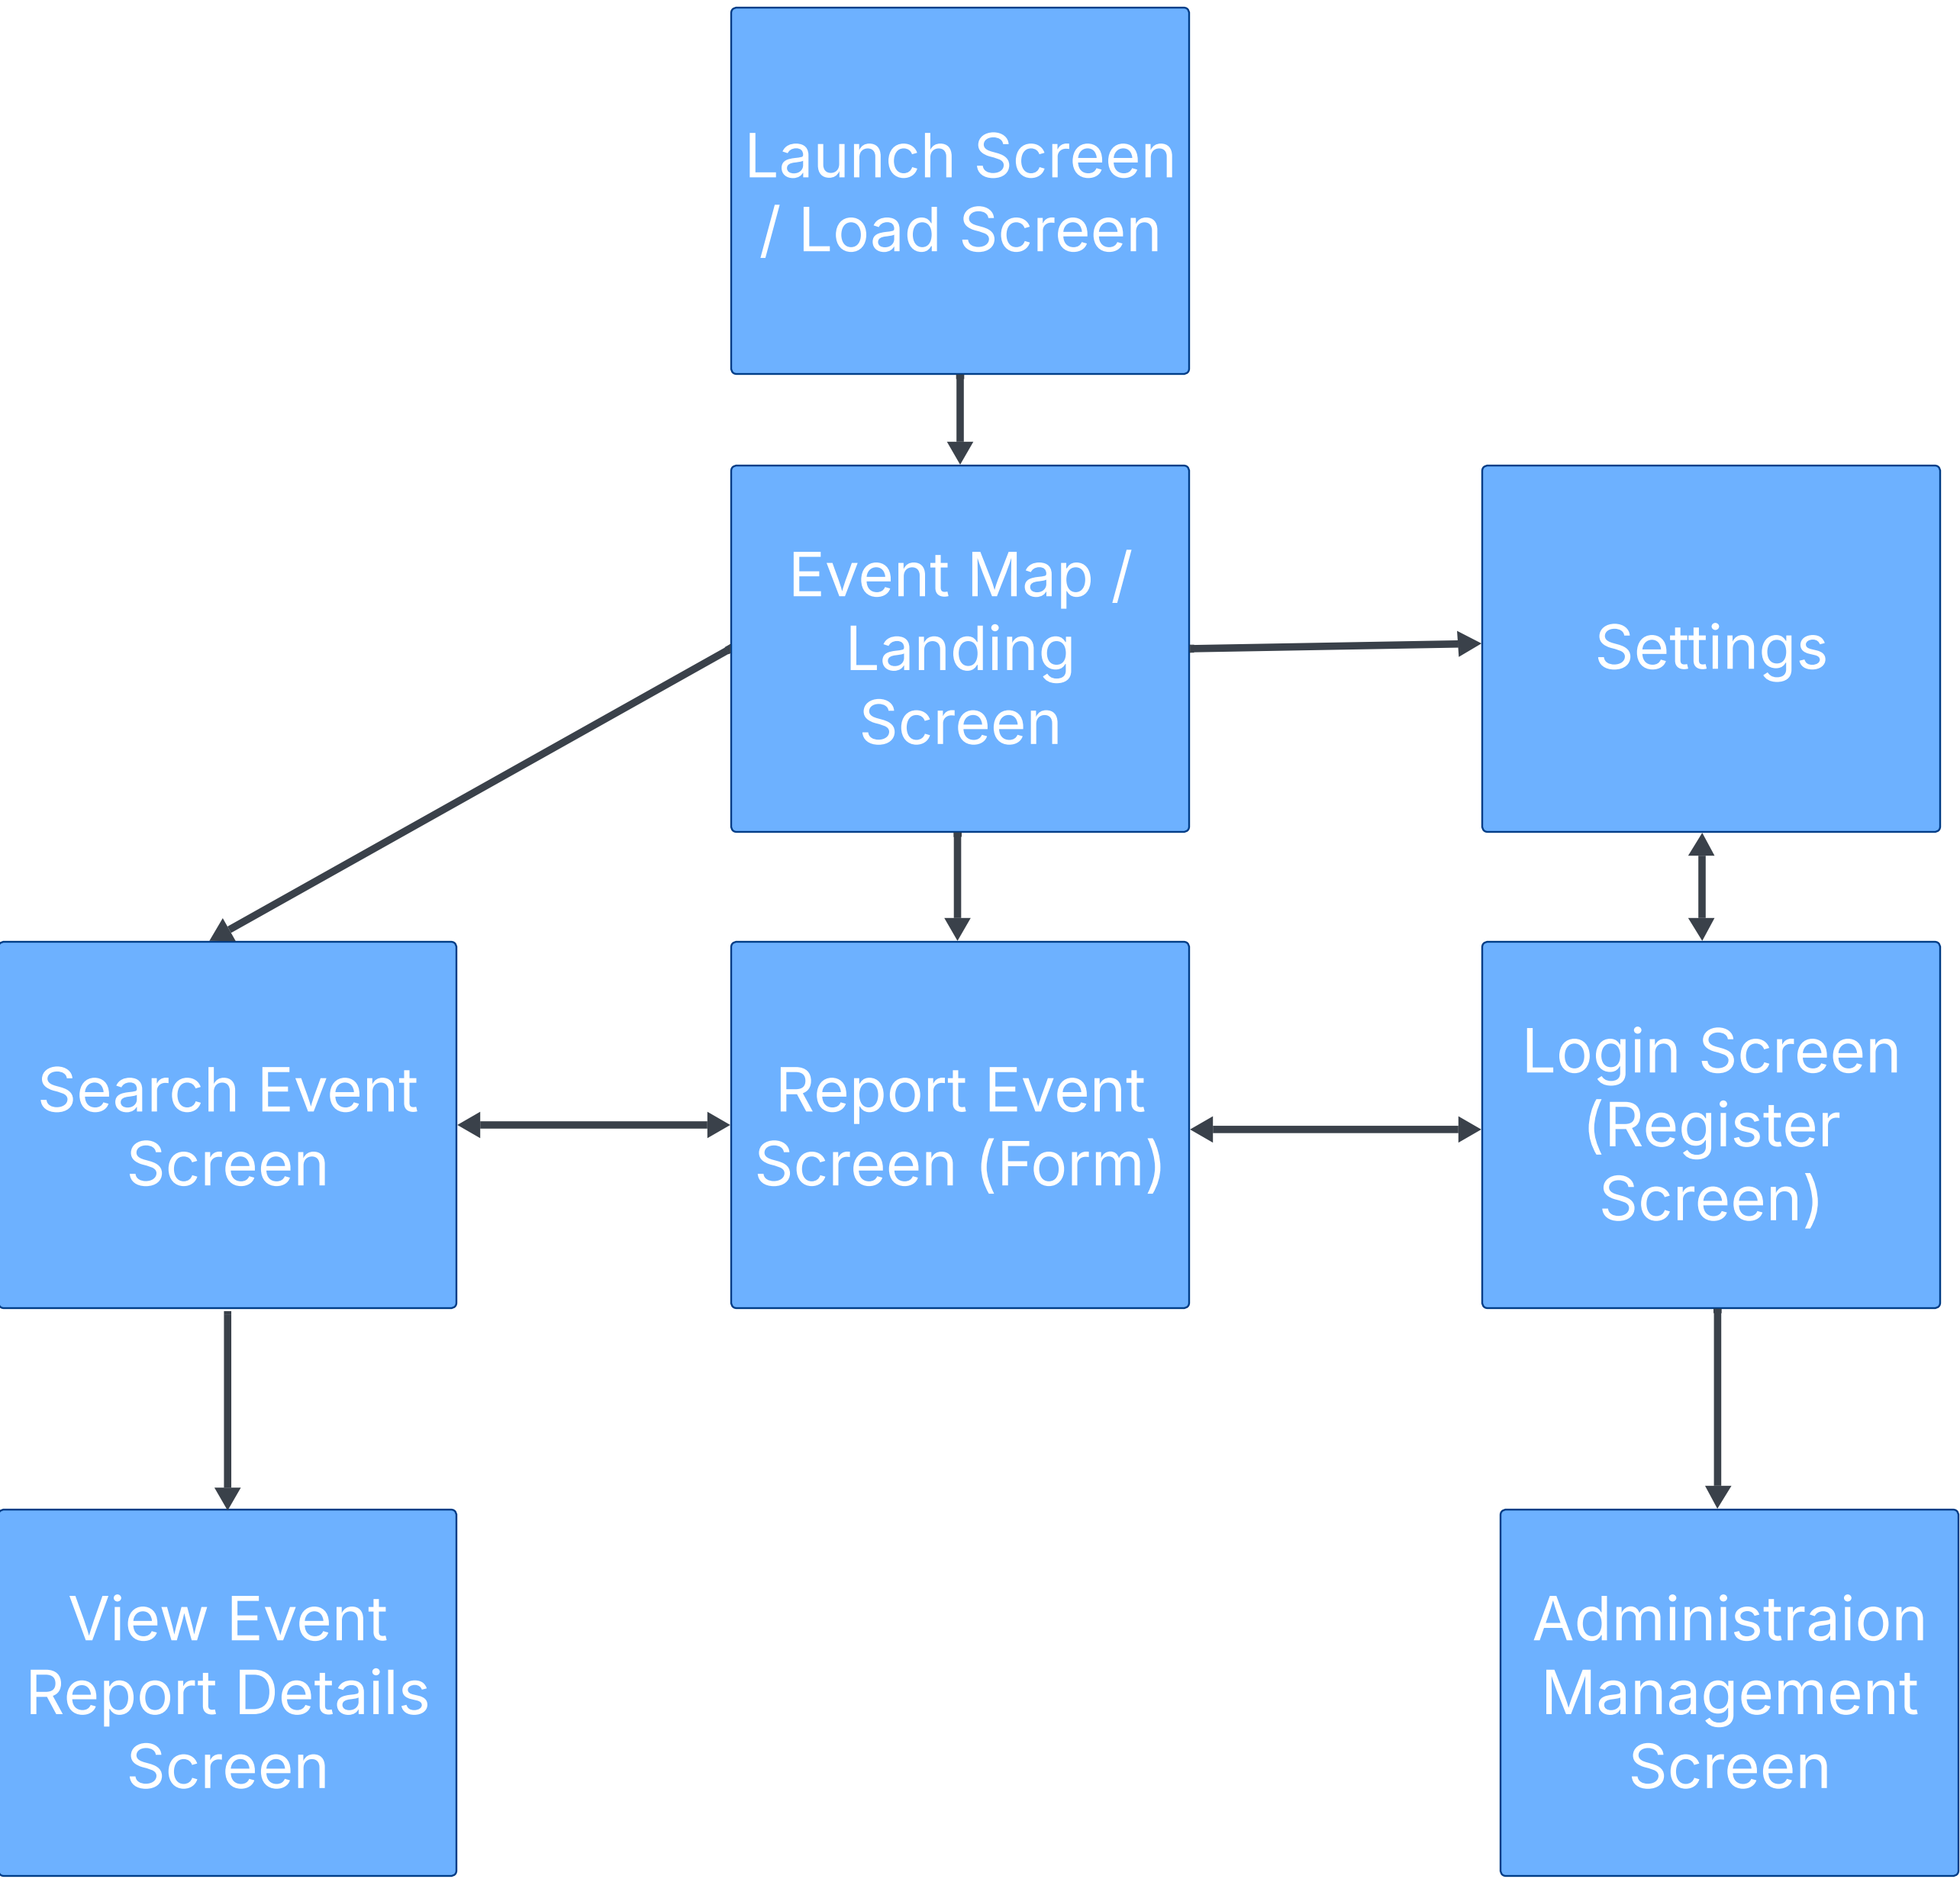 Launch Screen
/ Load Screen
Event Map /
Landing
Screen
Settings
Search Event
Screen
Report Event
Screen (Form)
Login Screen
(Register
Screen)
View Event
Report Details
Screen
Administraion
Management
Screen